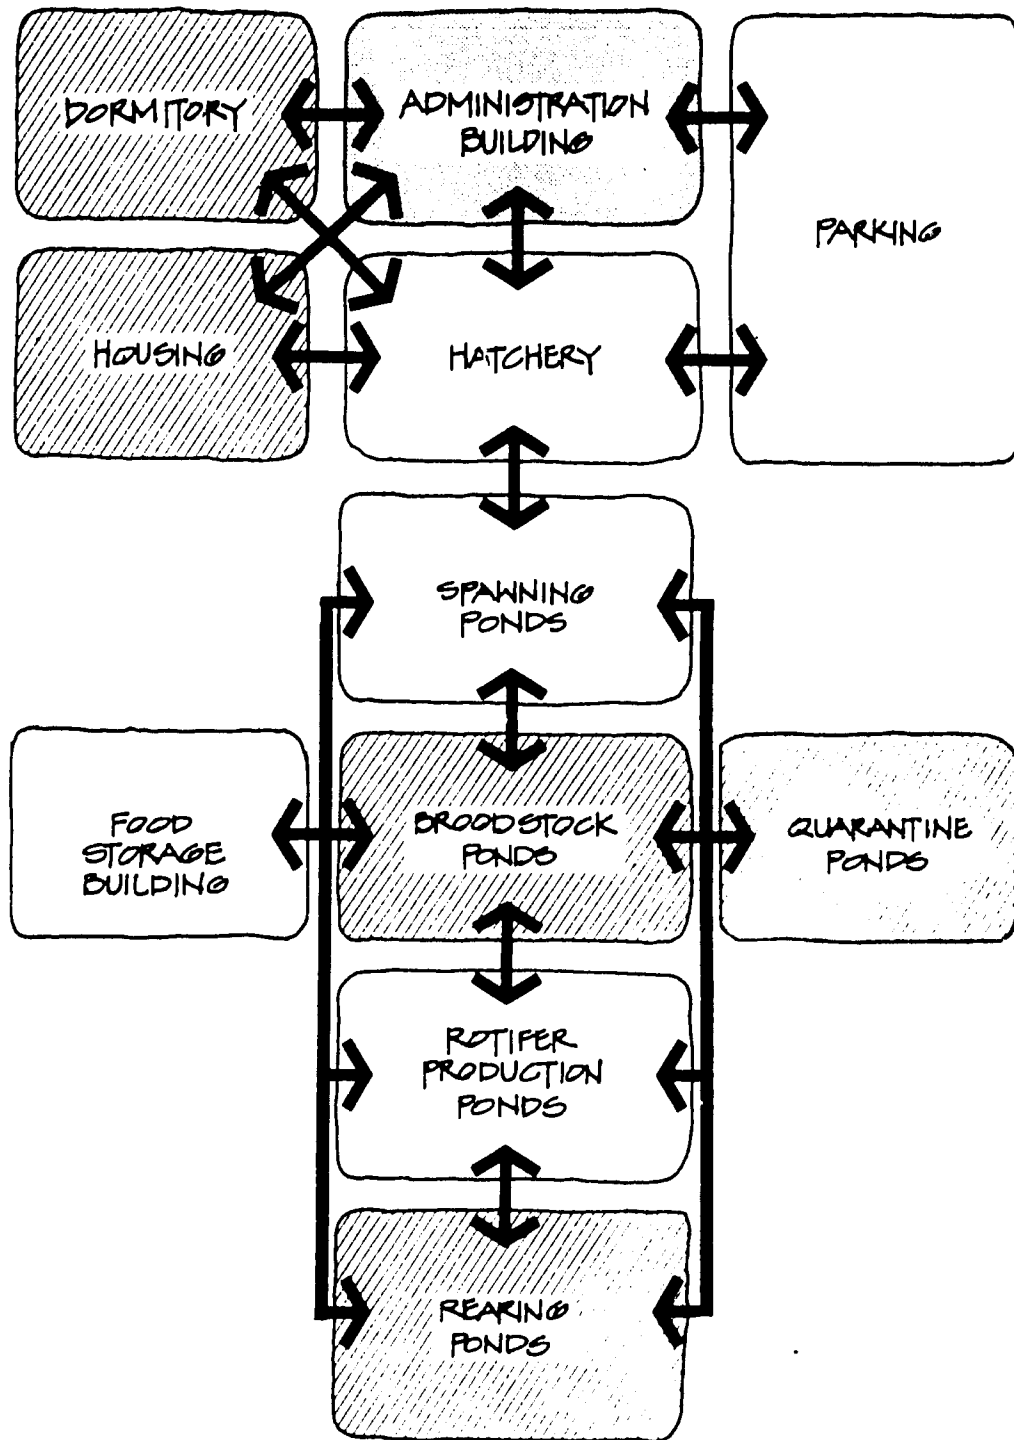 DORMITORY
ADMINISTRATION
BUILDING
PARKING
HOUSING
HATCHERY
SPAWNING
PONDS
FOOD
STORAGE
BUILDING
BROODSTOCK
PONDS
QUARANTINE
PONDS
ROTIFER
PRODUCTION
PONDS
REARING
PONDS